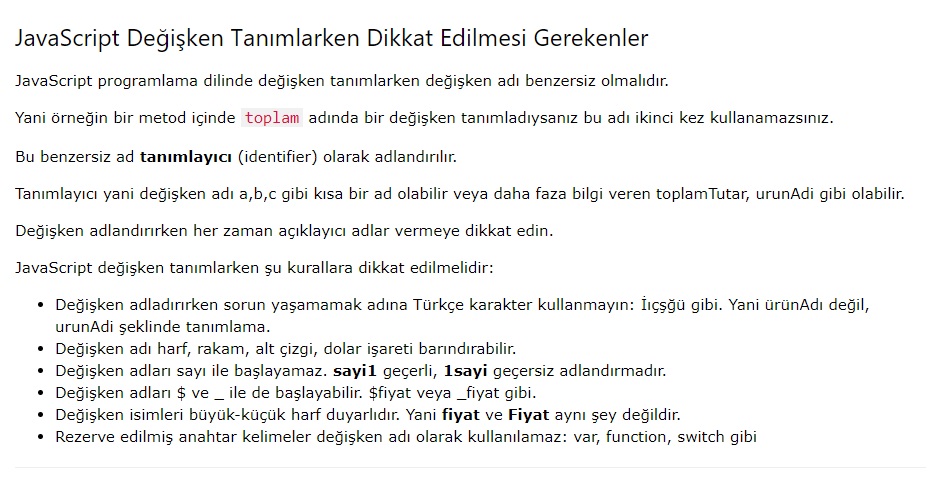 JavaScript Değişken Tanımlarken Dikkat Edilmesi Gerekenler
JavaScript programlama dilinde değişken tanımlarken değişken adı benzersiz olmalıdır.
Yani örneğin bir metod içinde toplam adında bir değişken tanımladıysanız bu adı ikinci kez kullanamazsınız.
Bu benzersiz ad tanımlayıcı (identifier) olarak adlandırılır.
Tanımlayıcı yani değişken adı a,b,c gibi kısa bir ad olabilir veya daha faza bilgi veren toplamTutar, urunAdi gibi olabilir.
Değişken adlandırırken her zaman açıklayıcı adlar vermeye dikkat edin.
JavaScript değişken tanımlarken şu kurallara dikkat edilmelidir:
• Değişken adladırırken sorun yaşamamak adına Türkçe karakter kullanmayın: İıçşğü gibi. Yani ürünAdı değil,
urunAdi şeklinde tanımlama.
• Değişken adı harf, rakam, alt çizgi, dolar işareti barındırabilir.
• Değişken adları sayı ile başlayamaz. sayi1 geçerli, 1sayi geçersiz adlandırmadır.
• Değişken adları $ ve _ ile de başlayabilir. $fiyat veya _fiyat gibi.
• Değişken isimleri büyük-küçük harf duyarlıdır. Yani fiyat ve Fiyat aynı şey değildir.
• Rezerve edilmiş anahtar kelimeler değişken adı olarak kullanılamaz: var, function, switch gibi